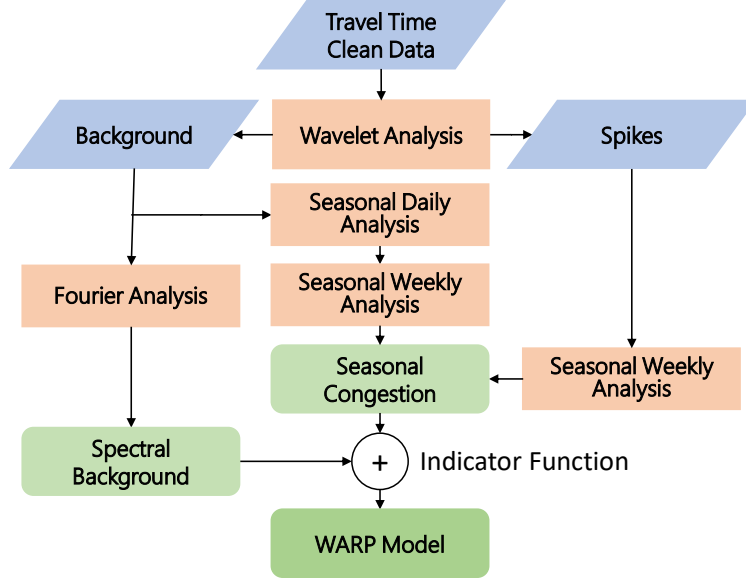 Travel Time
Clean Data
Background
Wavelet Analysis
Spikes
Seasonal Daily
Analysis
Fourier Analysis
Seasonal Weekly
Analysis
Seasonal
Congestion
Seasonal Weekly
Analysis
Spectral
Background
+
Indicator Function
WARP Model